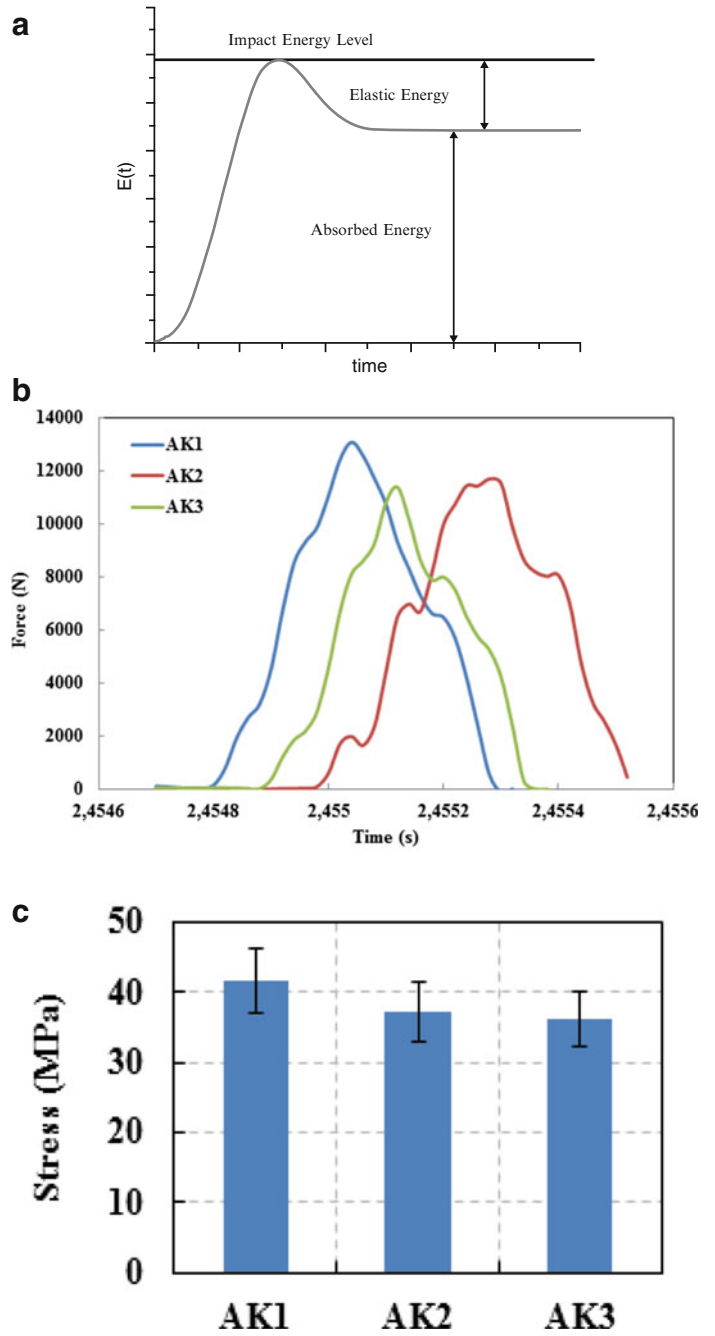 a
Impact Energy Level
Elastic Energy
E(t)
Absorbed Energy
time
b
14000
AK1
12000
AK2
10000
AK3
8000
Force (N)
6000
4000
2000
0
2,4546 2,4548 2,455 2,4552 2,4554 2,4556
Time (s)
c
50
40
30
20
10
0
Stress (MPa)
AK1 AK2 AK3